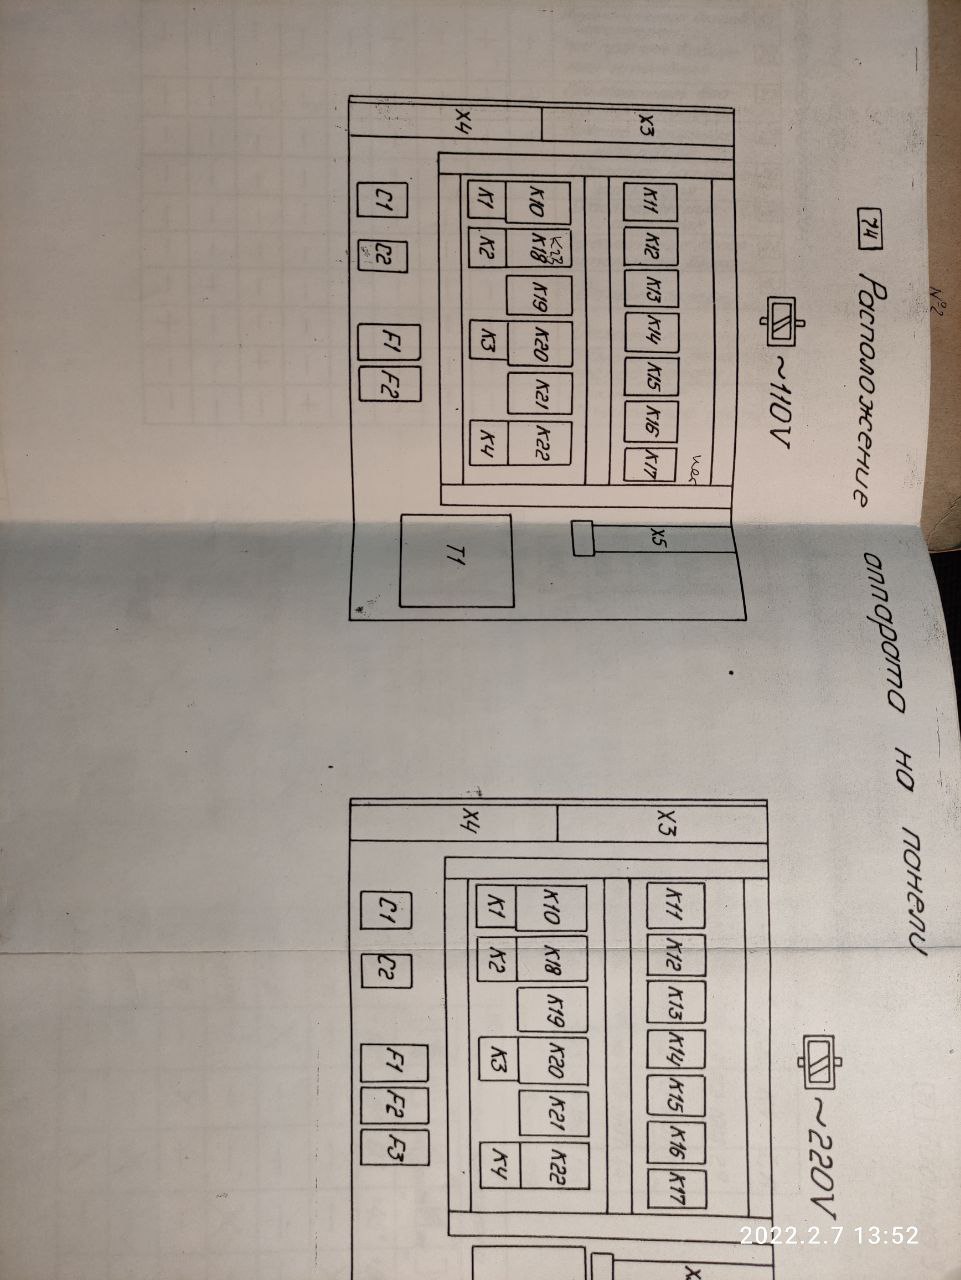 №2
74 Расположение аппарата на панели
~110V
~220V
2022.2.7 13:52
нет
X3
K11 K12 K13 K14 K15 K16 K17
X5
K23
K10 K18 K19 K20 K21 K22
K1 K2 K3 K4
X4
T1
C1 C2 F1 F2
X3
K11 K12 K13 K14 K15 K16 K17
K10 K18 K19 K20 K21 K22
K1 K2 K3 K4
X4
C1 C2 F1 F2 F3